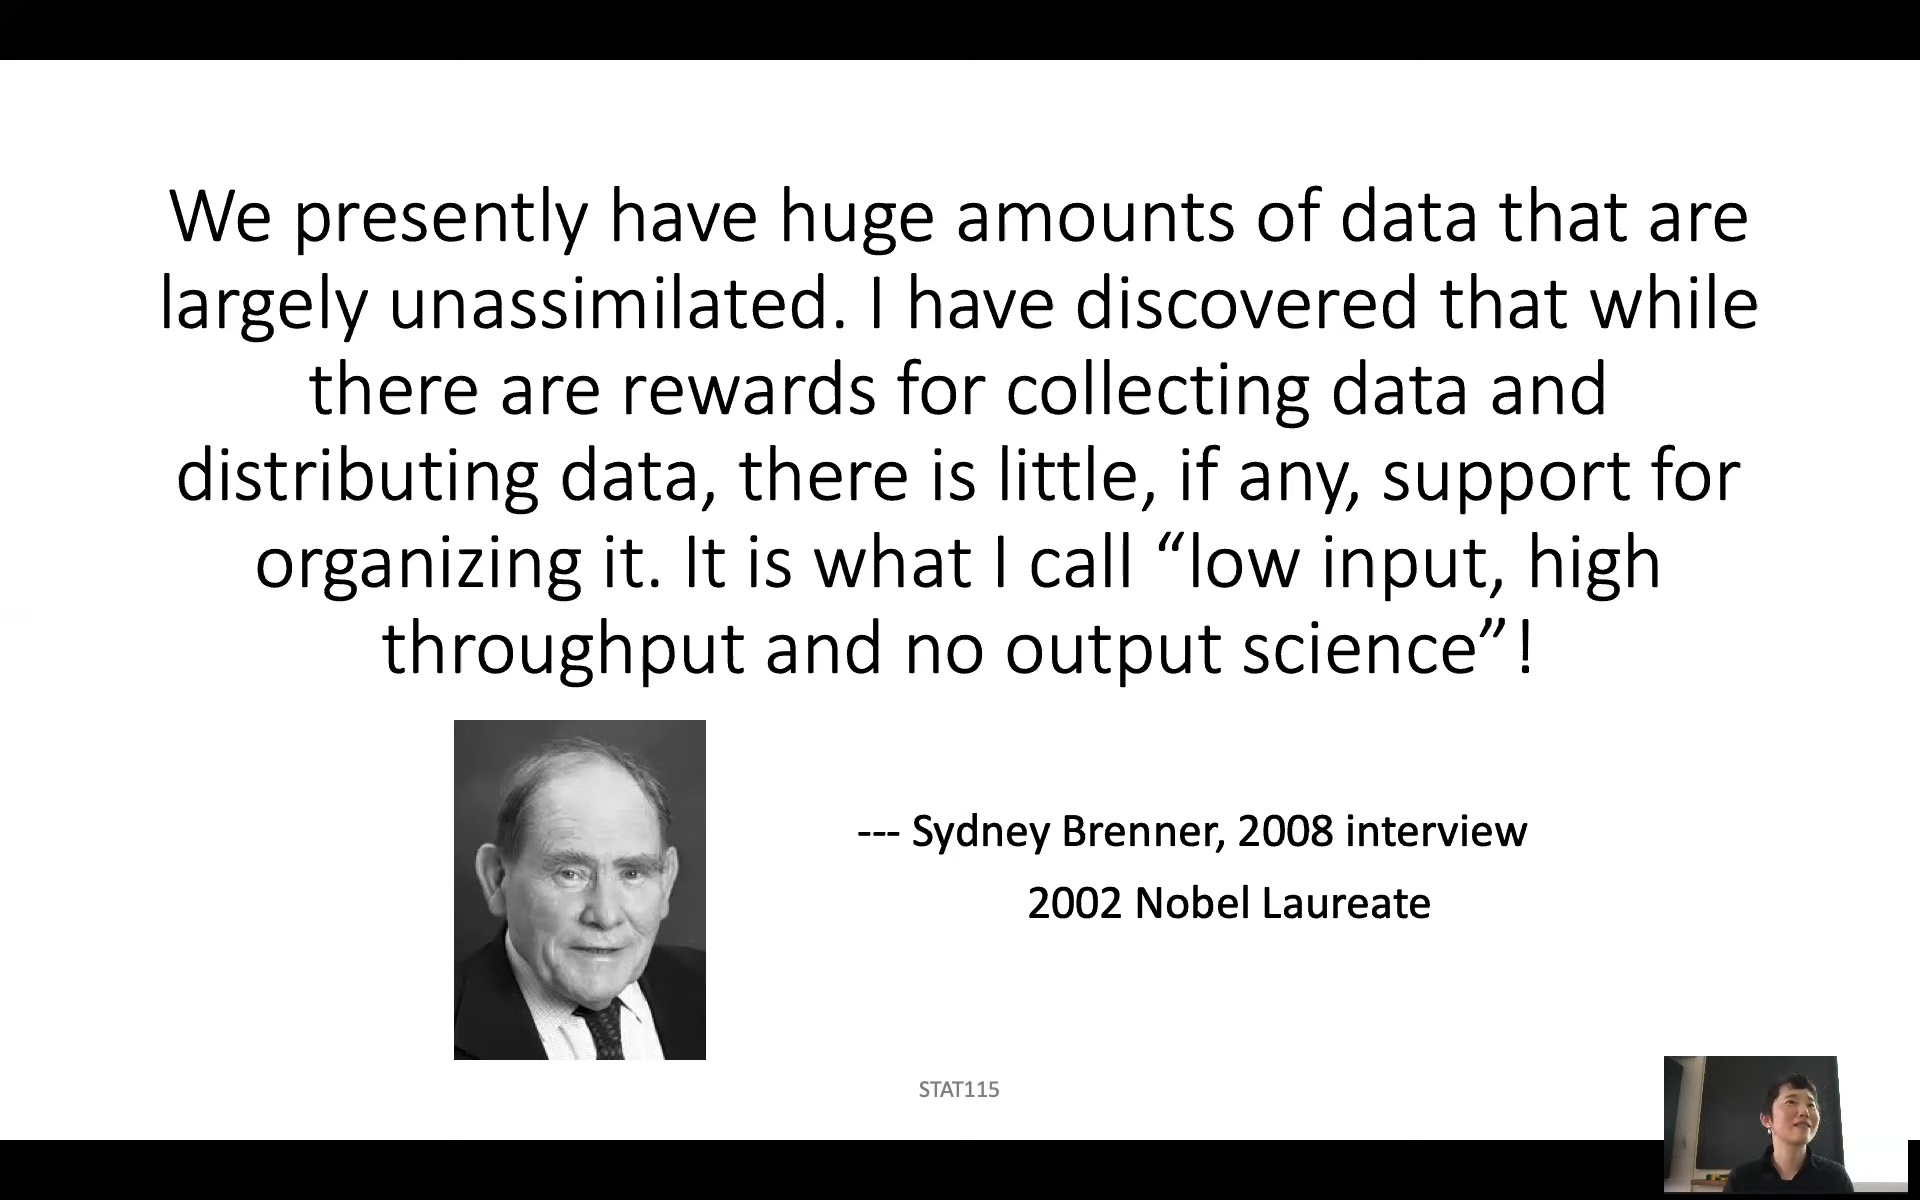 We presently have huge amounts of data that are
largely unassimilated. I have discovered that while
there are rewards for collecting data and
distributing data, there is little, if any, support for
organizing it. It is what I call “low input, high
throughput and no output science”!
--- Sydney Brenner, 2008 interview
2002 Nobel Laureate
STAT115